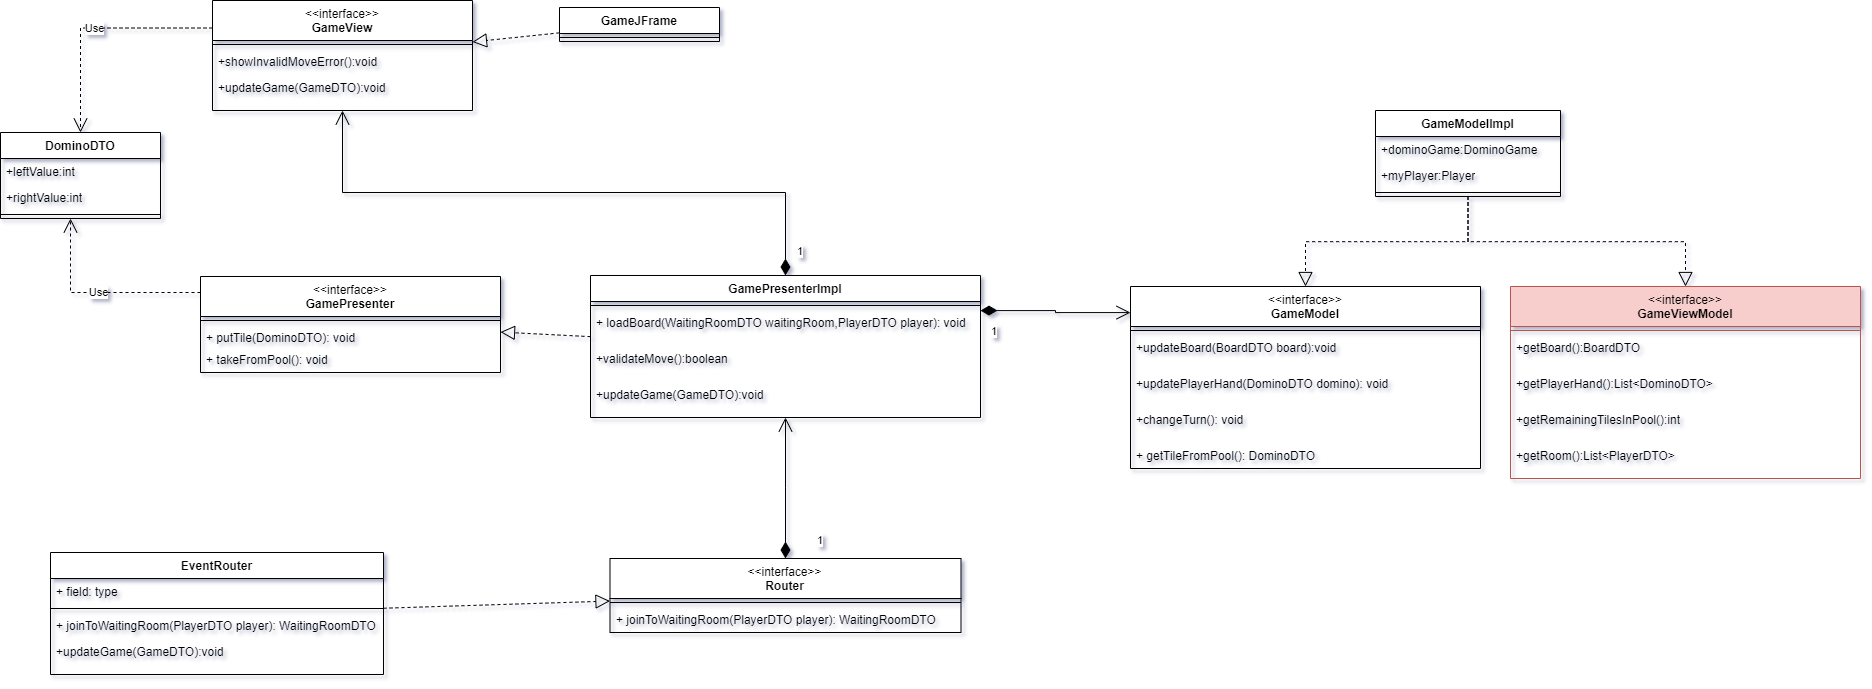 <<interface>>
GameView
+showInvalidMoveError():void
+updateGame(GameDTO):void
GameJFrame
Use
DominoDTO
+leftValue:int
+rightValue:int
Use
<<interface>>
GamePresenter
+ putTile(DominoDTO): void
+ takeFromPool(): void
1
GamePresenterImpl
+ loadBoard(WaitingRoomDTO waitingRoom,PlayerDTO player): void
+validateMove():boolean
+updateGame(GameDTO):void
1
GameModelImpl
+dominoGame:DominoGame
+myPlayer:Player
<<interface>>
GameModel
+updateBoard(BoardDTO board):void
+updatePlayerHand(DominoDTO domino): void
+changeTurn(): void
+ getTileFromPool(): DominoDTO
<<interface>>
GameViewModel
+getBoard():BoardDTO
+getPlayerHand():List<DominoDTO>
+getRemainingTilesInPool():int
+getRoom():List<PlayerDTO>
EventRouter
+ field: type
+ joinToWaitingRoom(PlayerDTO player): WaitingRoomDTO
+updateGame(GameDTO):void
1
<<interface>>
Router
+ joinToWaitingRoom(PlayerDTO player): WaitingRoomDTO